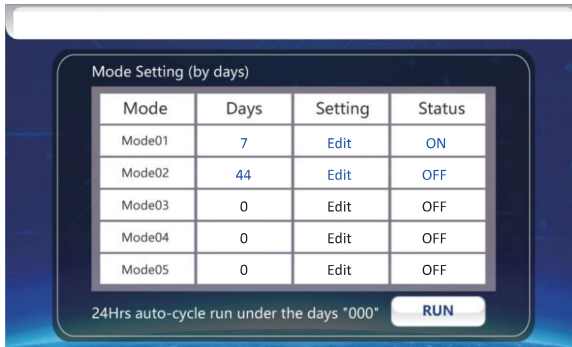 Mode Setting (by days)
Mode Days Setting Status
Mode01 7 Edit ON
Mode02 44 Edit OFF
Mode03 0 Edit OFF
Mode04 0 Edit OFF
Mode05 0 Edit OFF
24Hrs auto-cycle run under the days "000" RUN